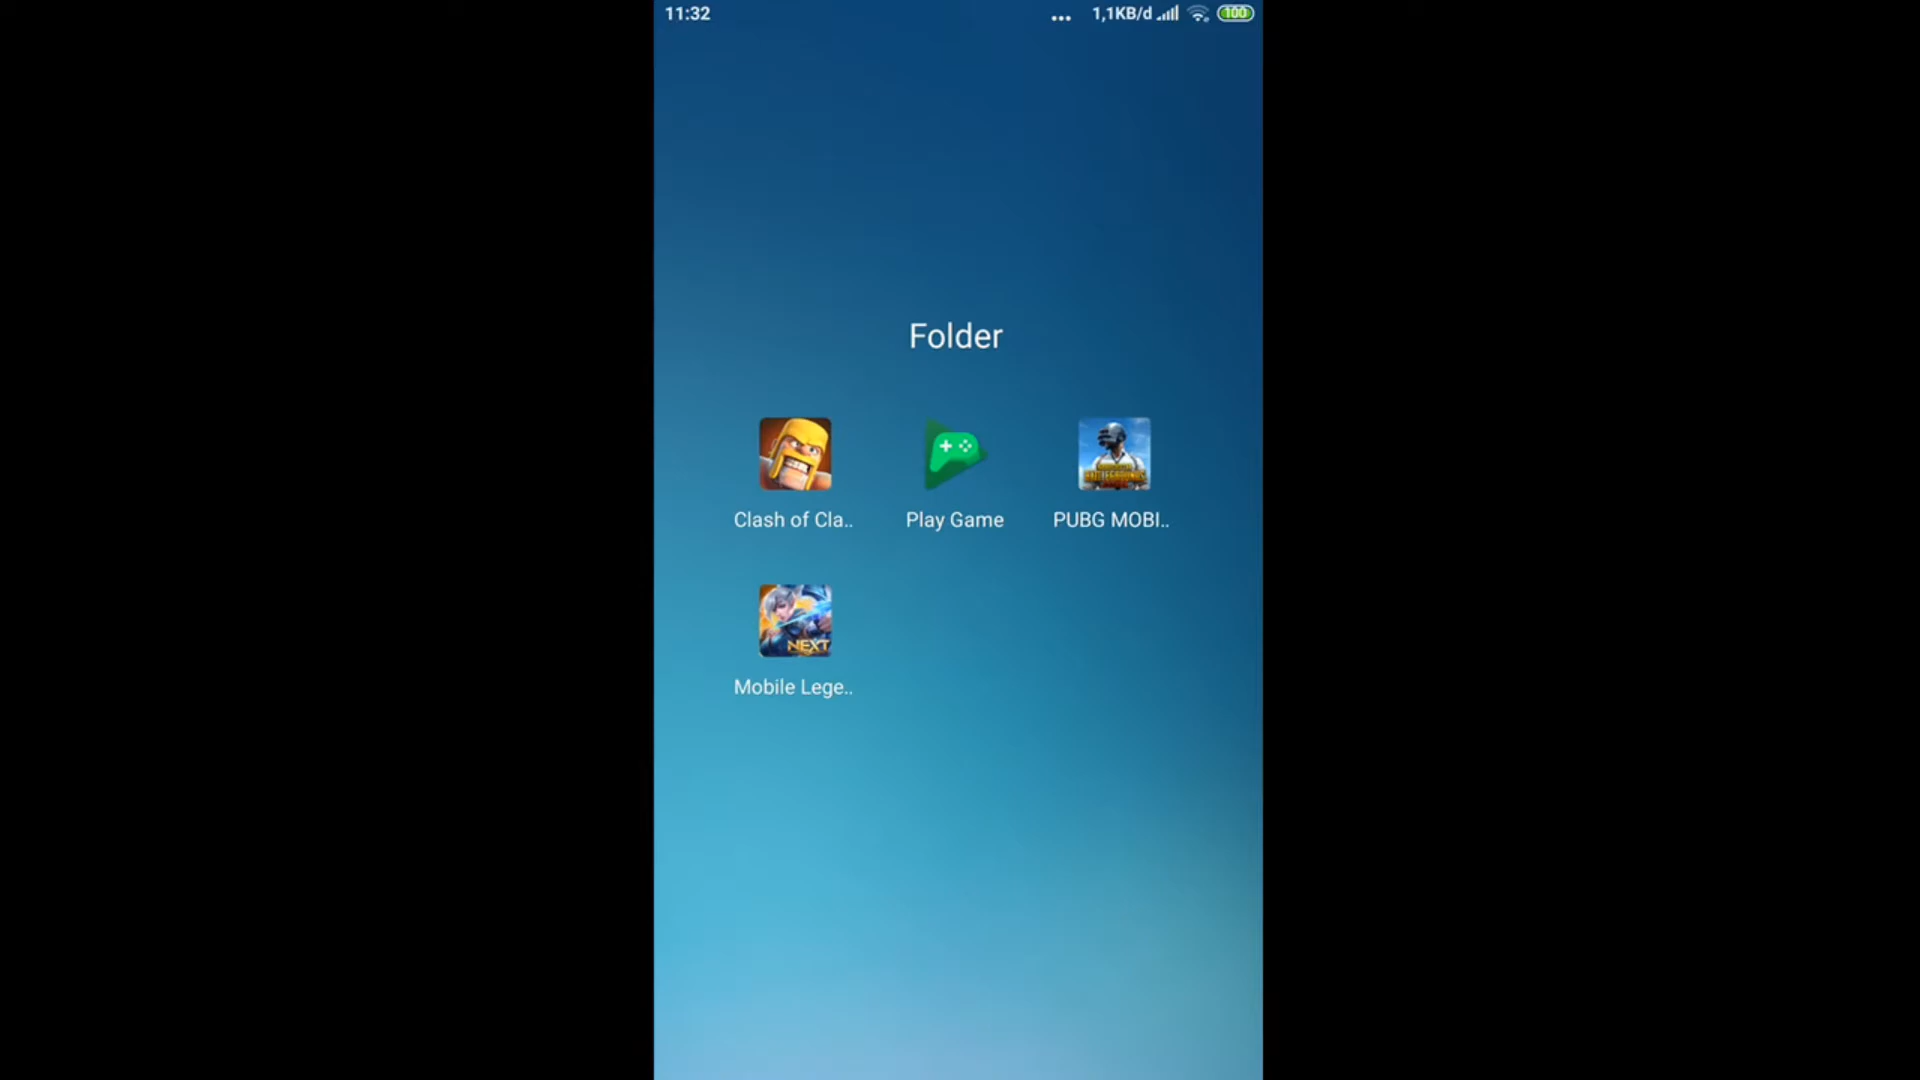 11:32 ... 1,1KB/d 100
Folder
Clash of Cla.. Play Game PUBG MOBI..
NEXT
Mobile Lege..